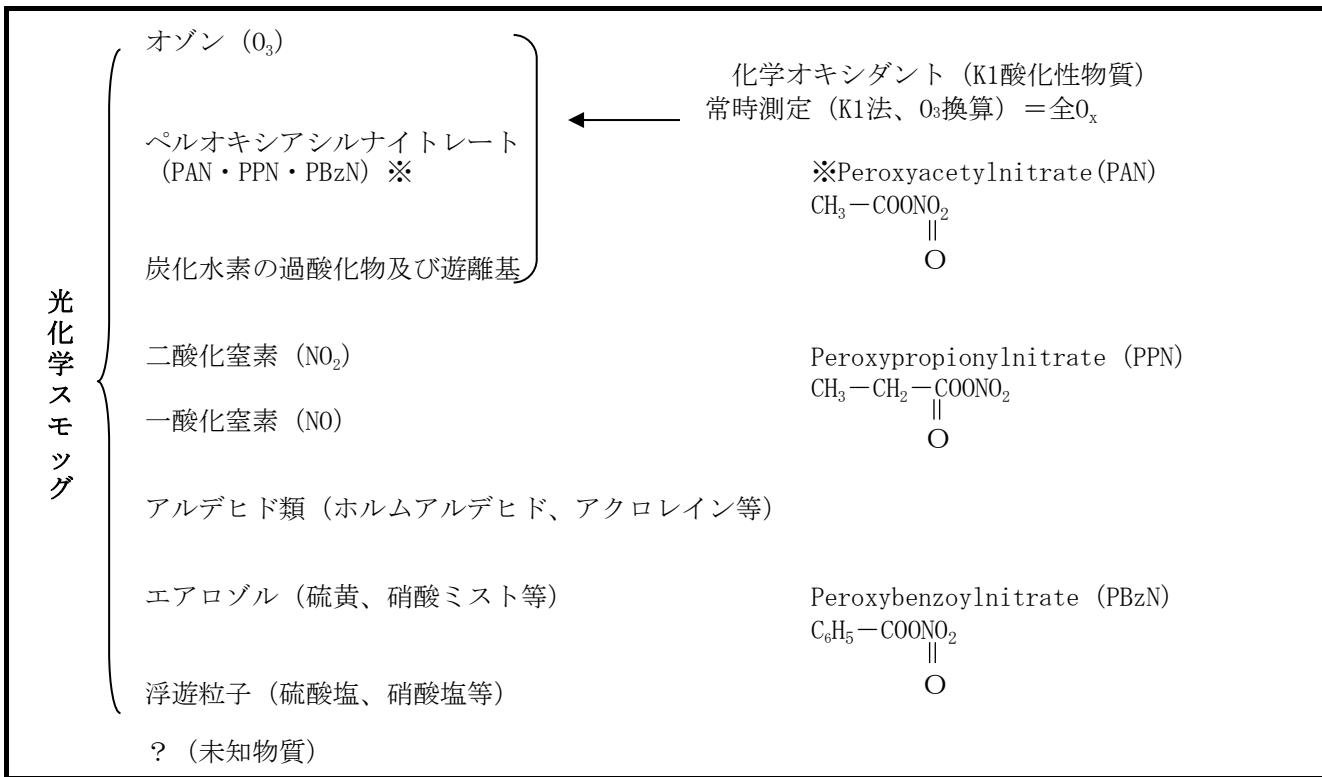 オゾン (O₃)
化学オキシダント (K1酸化性物質)
常時測定 (K1法、O₃換算) ＝全Oₓ
ペルオキシアシルナイトレート
(PAN・PPN・PBzN) ※
※Peroxyacetylnitrate(PAN)
CH₃－COONO₂
||
O
炭化水素の過酸化物及び遊離基
光化学スモッグ
二酸化窒素 (NO₂)
Peroxypropionylnitrate (PPN)
CH₃－CH₂－COONO₂
||
O
一酸化窒素 (NO)
アルデヒド類 (ホルムアルデヒド、アクロレイン等)
エアロゾル (硫黄、硝酸ミスト等)
Peroxybenzoylnitrate (PBzN)
C₆H₅－COONO₂
||
O
浮遊粒子 (硫酸塩、硝酸塩等)
？ (未知物質)